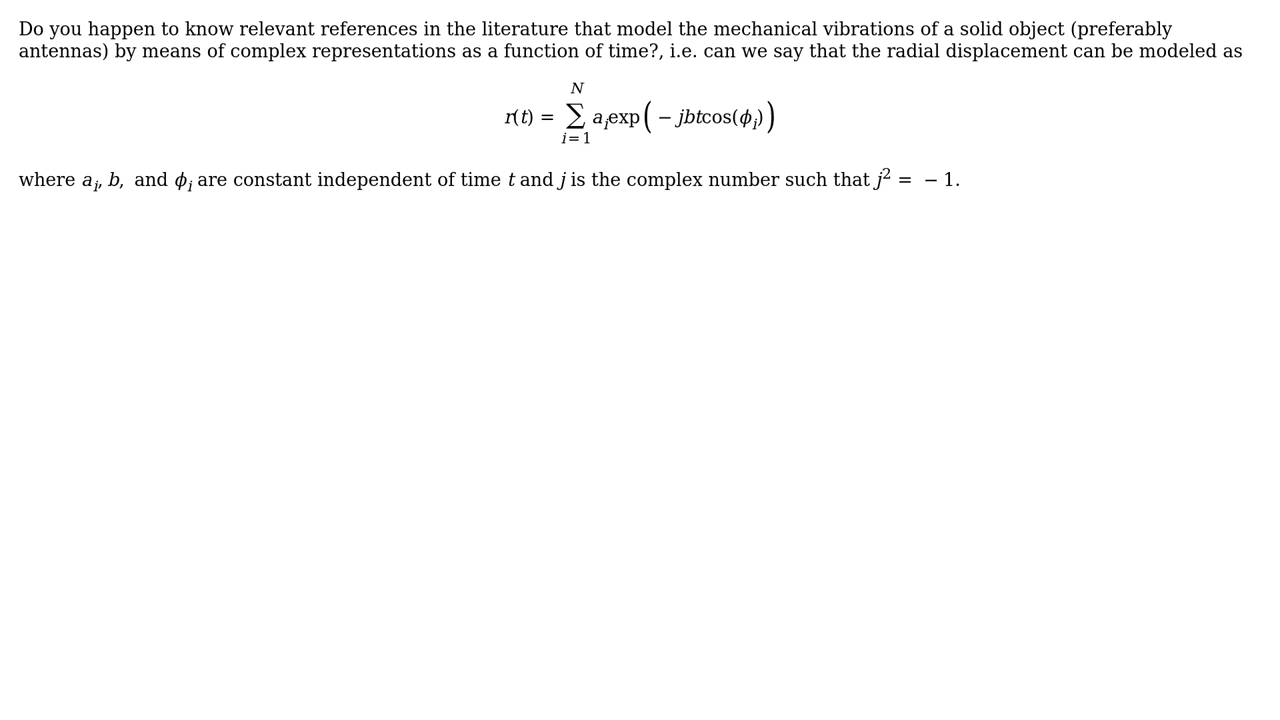 Do you happen to know relevant references in the literature that model the mechanical vibrations of a solid object (preferably
antennas) by means of complex representations as a function of time?, i.e. can we say that the radial displacement can be modeled as
r(t) = ∑_{i=1}^{N} a_i exp( − jbtcos(ϕ_i))
where a_i, b, and ϕ_i are constant independent of time t and j is the complex number such that j² = − 1.